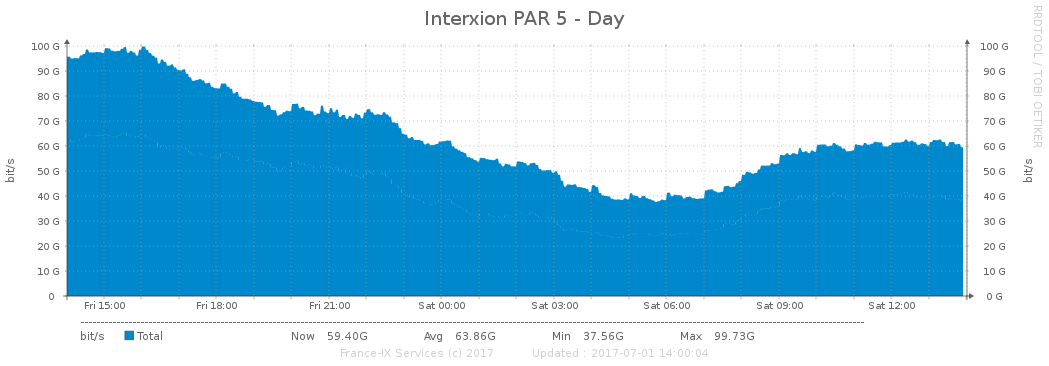 Interxion PAR 5 - Day
RRDTOOL / TOBI OETIKER
bit/s
bit/s
100 G 100 G
90 G 90 G
80 G 80 G
70 G 70 G
60 G 60 G
50 G 50 G
40 G 40 G
30 G 30 G
20 G 20 G
10 G 10 G
0 0 G
Fri 15:00 Fri 18:00 Fri 21:00 Sat 00:00 Sat 03:00 Sat 06:00 Sat 09:00 Sat 12:00
bit/s Total Now 59.40G Avg 63.86G Min 37.56G Max 99.73G
France-IX Services (c) 2017 Updated : 2017-07-01 14:00:04